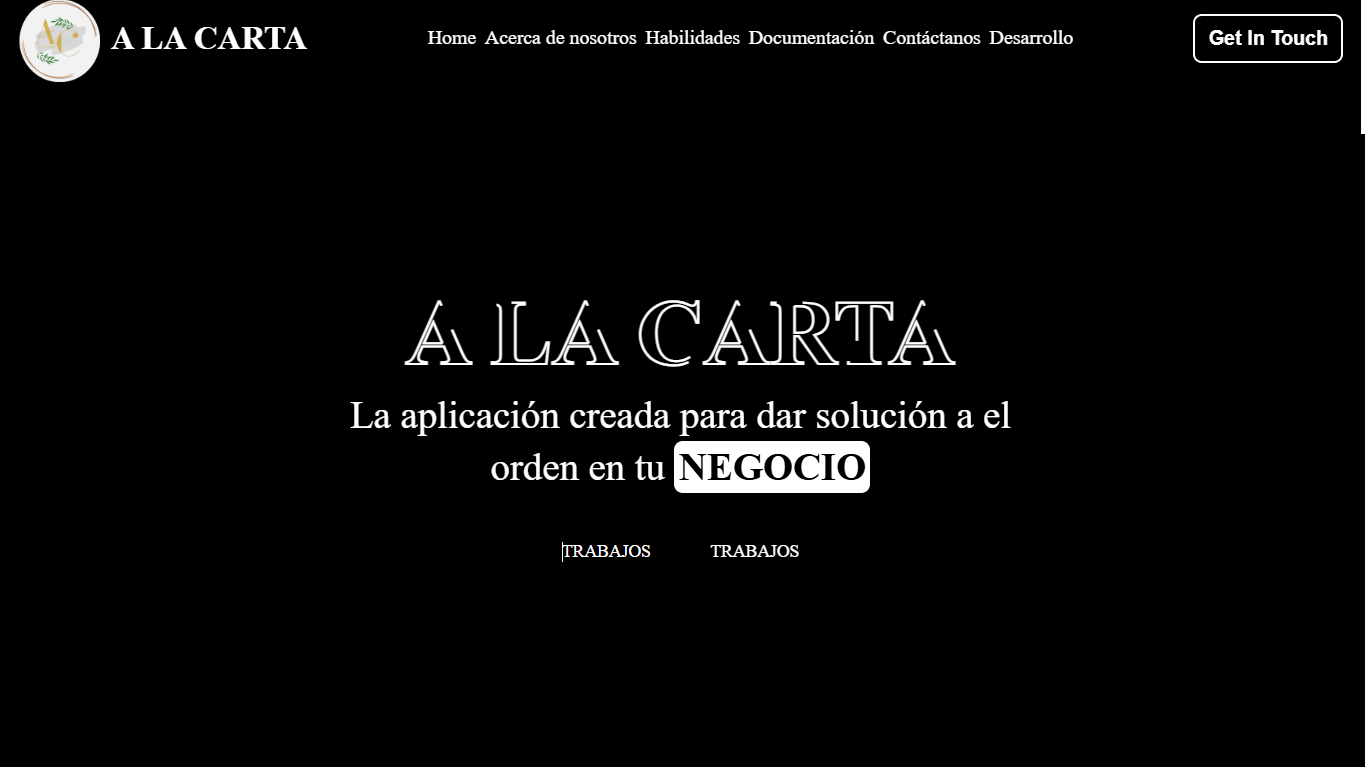 A LA CARTA
Home Acerca de nosotros Habilidades Documentación Contáctanos Desarrollo
Get In Touch
A LA CARTA
La aplicación creada para dar solución a el
orden en tu NEGOCIO
TRABAJOS TRABAJOS